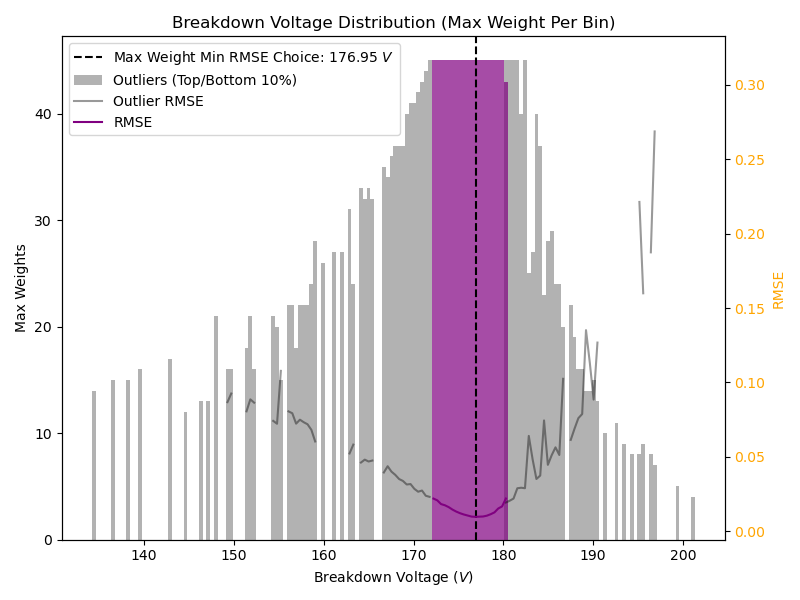 Breakdown Voltage Distribution (Max Weight Per Bin)
Max Weight Min RMSE Choice: 176.95 V
Outliers (Top/Bottom 10%)
Outlier RMSE
RMSE
Max Weights
0
10
20
30
40
RMSE
0.30
0.25
0.20
0.15
0.10
0.05
0.00
140
150
160
170
180
190
200
Breakdown Voltage (V)